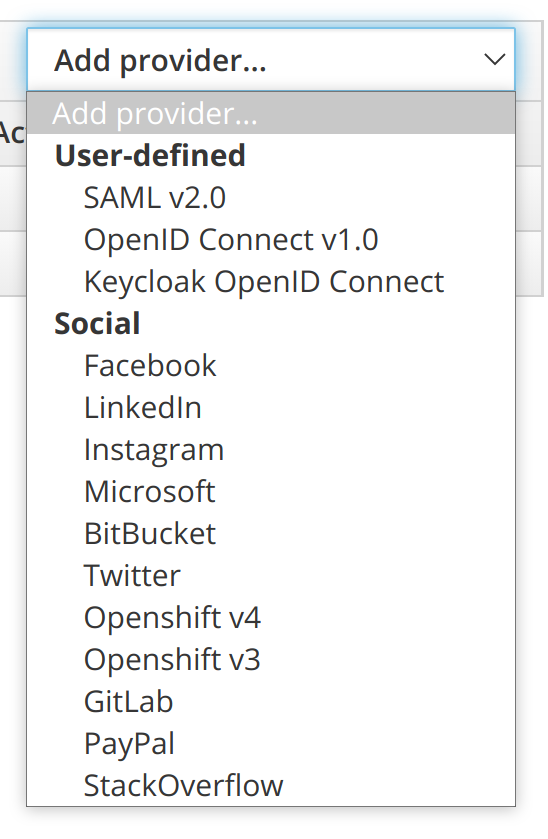 Add provider...
Add provider...
Ac
User-defined
SAML v2.0
OpenID Connect v1.0
Keycloak OpenID Connect
Social
Facebook
LinkedIn
Instagram
Microsoft
BitBucket
Twitter
Openshift v4
Openshift v3
GitLab
PayPal
StackOverflow